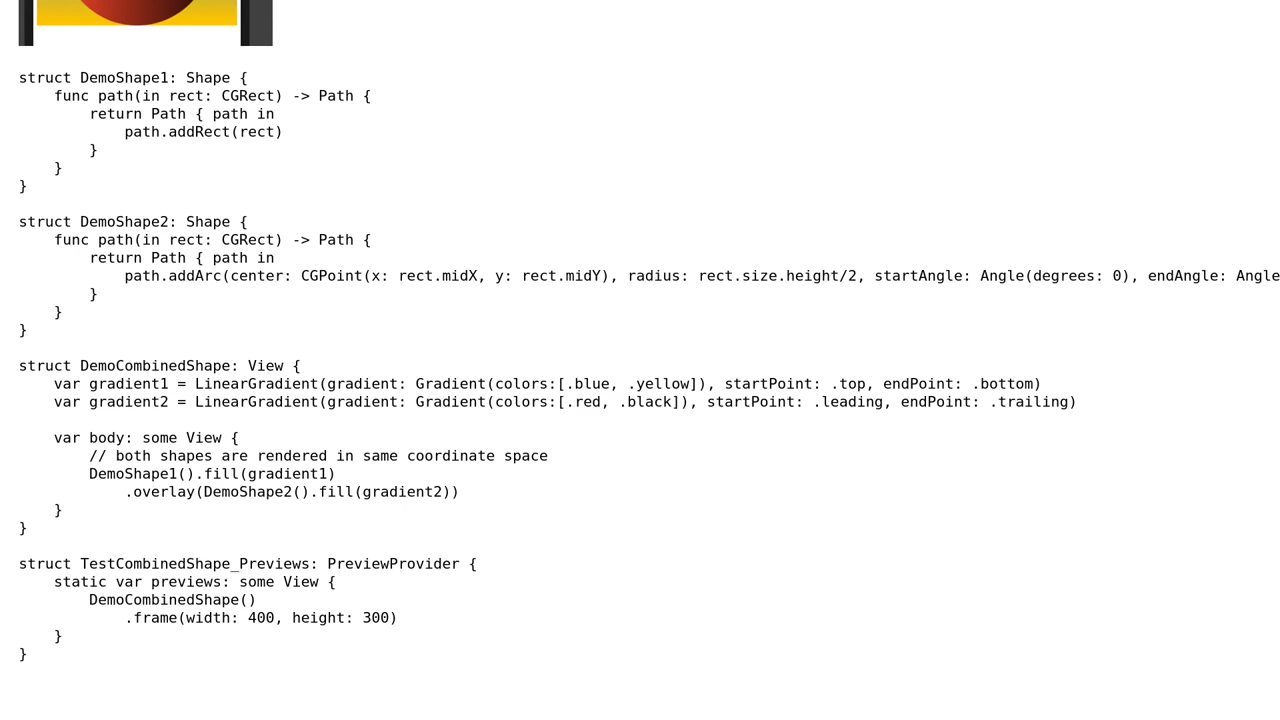 struct DemoShape1: Shape {
    func path(in rect: CGRect) -> Path {
        return Path { path in
            path.addRect(rect)
        }
    }
}

struct DemoShape2: Shape {
    func path(in rect: CGRect) -> Path {
        return Path { path in
            path.addArc(center: CGPoint(x: rect.midX, y: rect.midY), radius: rect.size.height/2, startAngle: Angle(degrees: 0), endAngle: Angle
        }
    }
}

struct DemoCombinedShape: View {
    var gradient1 = LinearGradient(gradient: Gradient(colors:[.blue, .yellow]), startPoint: .top, endPoint: .bottom)
    var gradient2 = LinearGradient(gradient: Gradient(colors:[.red, .black]), startPoint: .leading, endPoint: .trailing)

    var body: some View {
        // both shapes are rendered in same coordinate space
        DemoShape1().fill(gradient1)
            .overlay(DemoShape2().fill(gradient2))
    }
}

struct TestCombinedShape_Previews: PreviewProvider {
    static var previews: some View {
        DemoCombinedShape()
            .frame(width: 400, height: 300)
    }
}